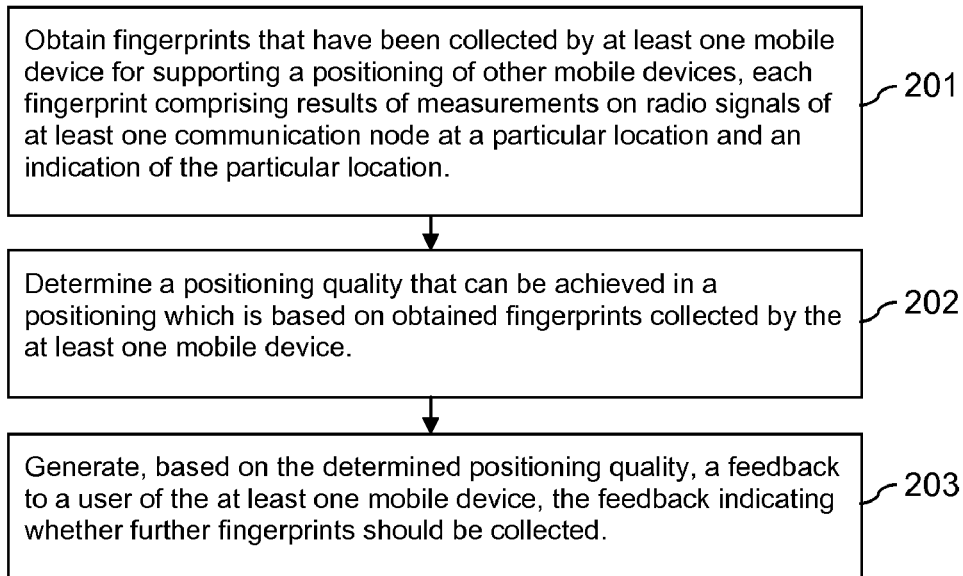 Obtain fingerprints that have been collected by at least one mobile
device for supporting a positioning of other mobile devices, each
fingerprint comprising results of measurements on radio signals of
at least one communication node at a particular location and an
indication of the particular location.
201
Determine a positioning quality that can be achieved in a
positioning which is based on obtained fingerprints collected by the
at least one mobile device.
202
Generate, based on the determined positioning quality, a feedback
to a user of the at least one mobile device, the feedback indicating
whether further fingerprints should be collected.
203